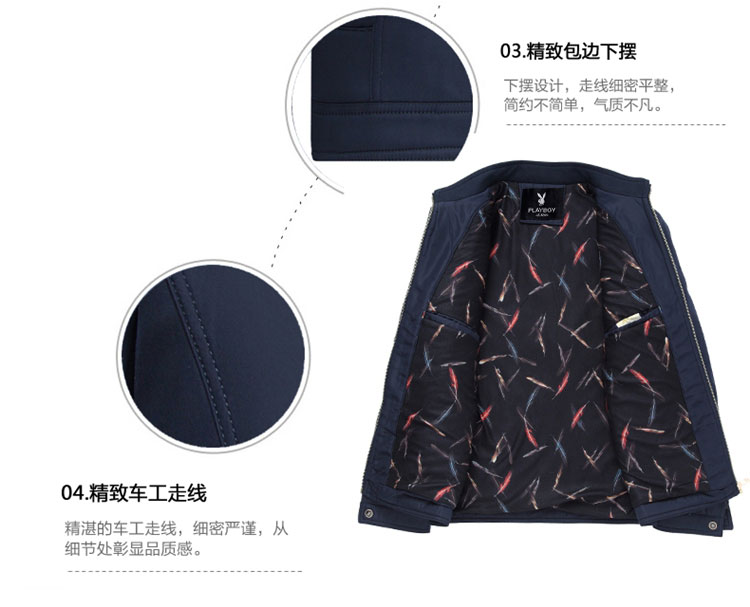 03.精致包边下摆
下摆设计，走线细密平整，
简约不简单，气质不凡。
PLAYBOY
04.精致车工走线
精湛的车工走线，细密严谨，从
细节处彰显品质感。